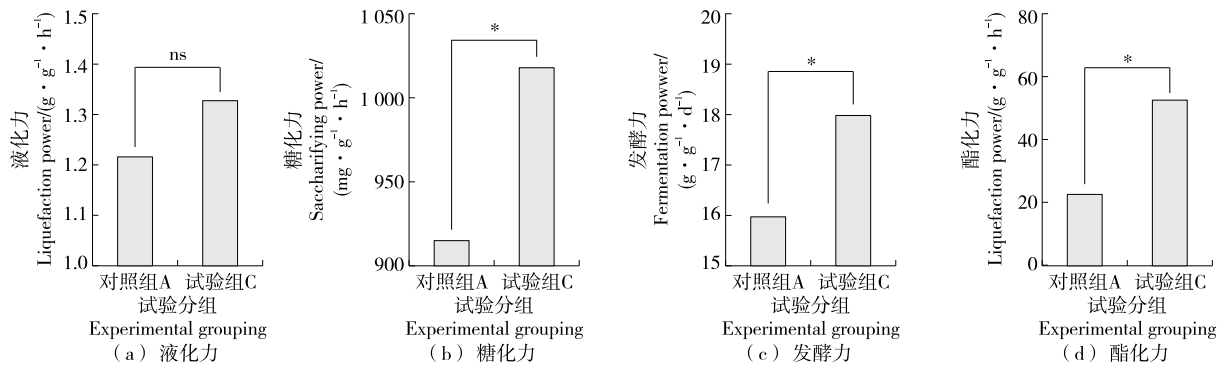 液化力
Liquefaction power/(g·g⁻¹·h⁻¹)
1.5
1.4
1.3
1.2
1.1
1.0
ns
对照组A 试验组C
试验分组
Experimental grouping
（a）液化力
糖化力
Saccharifying power/
(mg·g⁻¹·h⁻¹)
1 050
1 000
950
900
*
对照组A 试验组C
试验分组
Experimental grouping
（b）糖化力
发酵力
Fermentation power/
(g·g⁻¹·d⁻¹)
20
19
18
17
16
15
*
对照组A 试验组C
试验分组
Experimental grouping
（c）发酵力
酯化力
Liquefaction power/(g·g⁻¹·h⁻¹)
80
60
40
20
0
*
对照组A 试验组C
试验分组
Experimental grouping
（d）酯化力